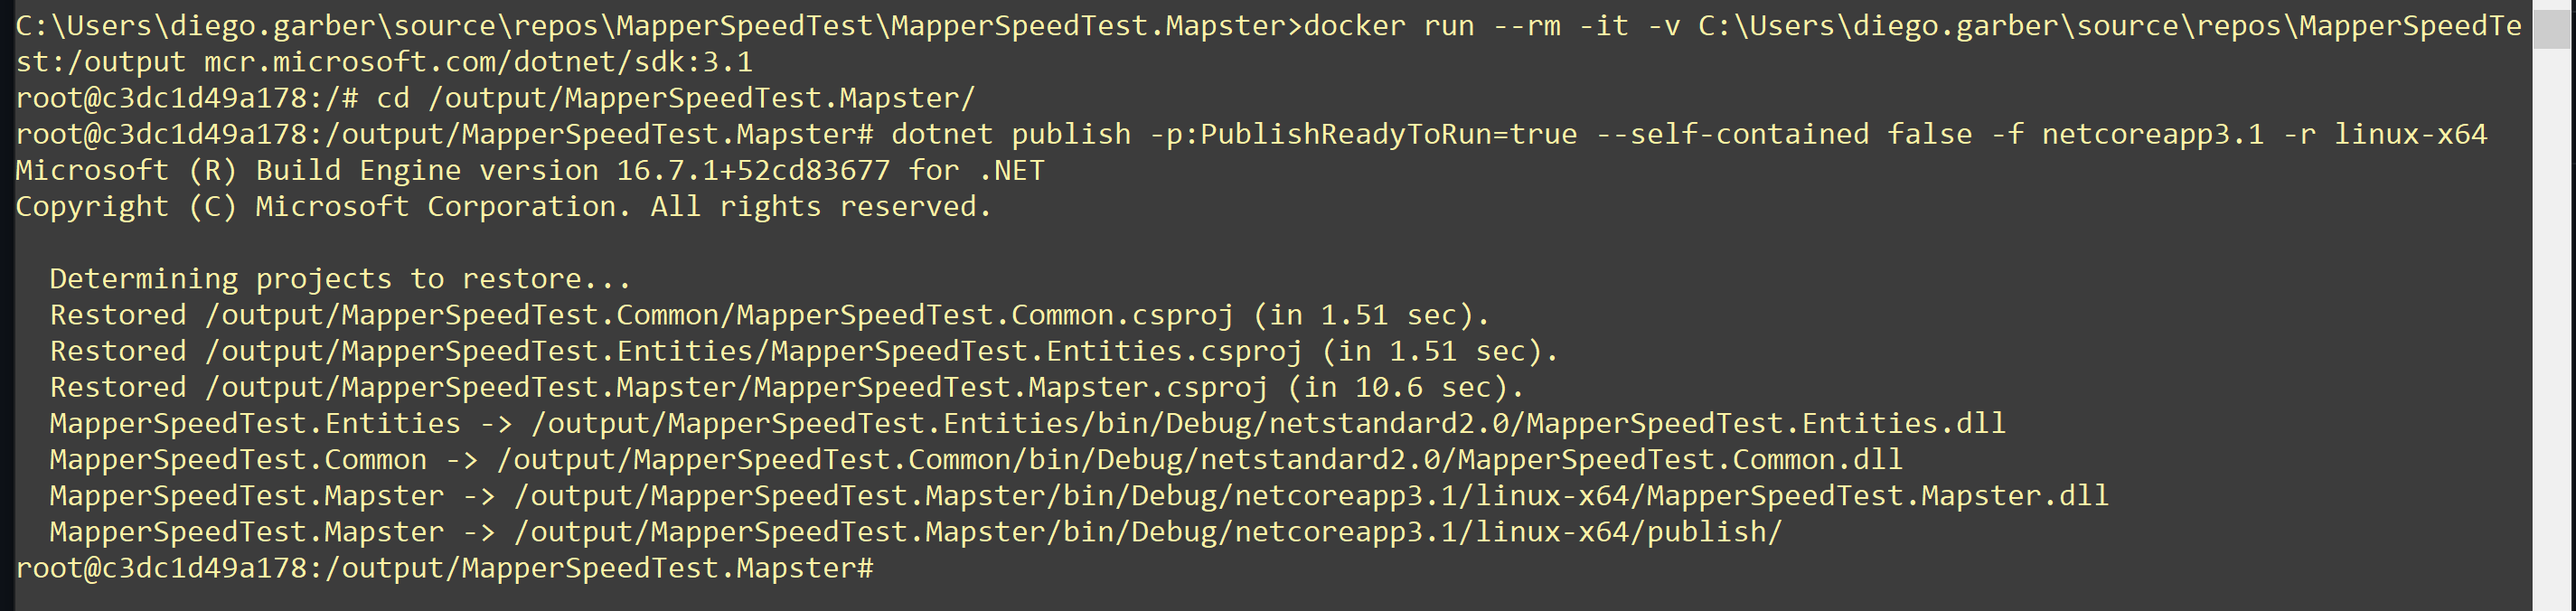 C:\Users\diego.garber\source\repos\MapperSpeedTest\MapperSpeedTest.Mapster>docker run --rm -it -v C:\Users\diego.garber\source\repos\MapperSpeedTe
st:/output mcr.microsoft.com/dotnet/sdk:3.1
root@c3dc1d49a178:/# cd /output/MapperSpeedTest.Mapster/
root@c3dc1d49a178:/output/MapperSpeedTest.Mapster# dotnet publish -p:PublishReadyToRun=true --self-contained false -f netcoreapp3.1 -r linux-x64
Microsoft (R) Build Engine version 16.7.1+52cd83677 for .NET
Copyright (C) Microsoft Corporation. All rights reserved.

  Determining projects to restore...
  Restored /output/MapperSpeedTest.Common/MapperSpeedTest.Common.csproj (in 1.51 sec).
  Restored /output/MapperSpeedTest.Entities/MapperSpeedTest.Entities.csproj (in 1.51 sec).
  Restored /output/MapperSpeedTest.Mapster/MapperSpeedTest.Mapster.csproj (in 10.6 sec).
  MapperSpeedTest.Entities -> /output/MapperSpeedTest.Entities/bin/Debug/netstandard2.0/MapperSpeedTest.Entities.dll
  MapperSpeedTest.Common -> /output/MapperSpeedTest.Common/bin/Debug/netstandard2.0/MapperSpeedTest.Common.dll
  MapperSpeedTest.Mapster -> /output/MapperSpeedTest.Mapster/bin/Debug/netcoreapp3.1/linux-x64/MapperSpeedTest.Mapster.dll
  MapperSpeedTest.Mapster -> /output/MapperSpeedTest.Mapster/bin/Debug/netcoreapp3.1/linux-x64/publish/
root@c3dc1d49a178:/output/MapperSpeedTest.Mapster#